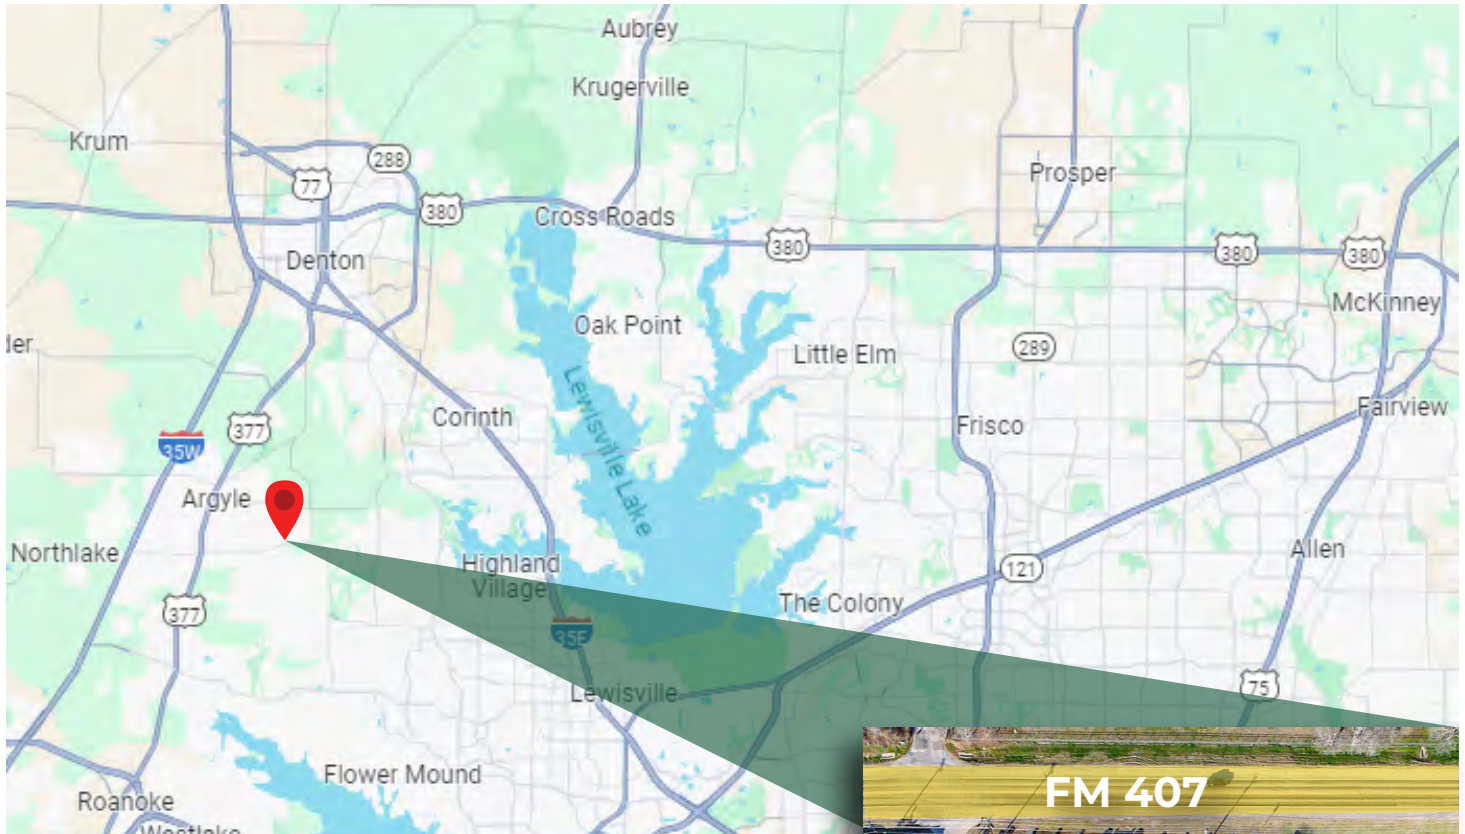 Aubrey
Krugerville
Krum
288
77
Prosper
380
Cross Roads
380
380
380
Denton
McKinney
Oak Point
der
Little Elm
289
Lewisville Lake
Corinth
Fairview
Frisco
377
35W
Argyle
Northlake
Highland
Village
Allen
121
The Colony
377
35E
75
Lewisville
Flower Mound
FM 407
Roanoke
Westlake